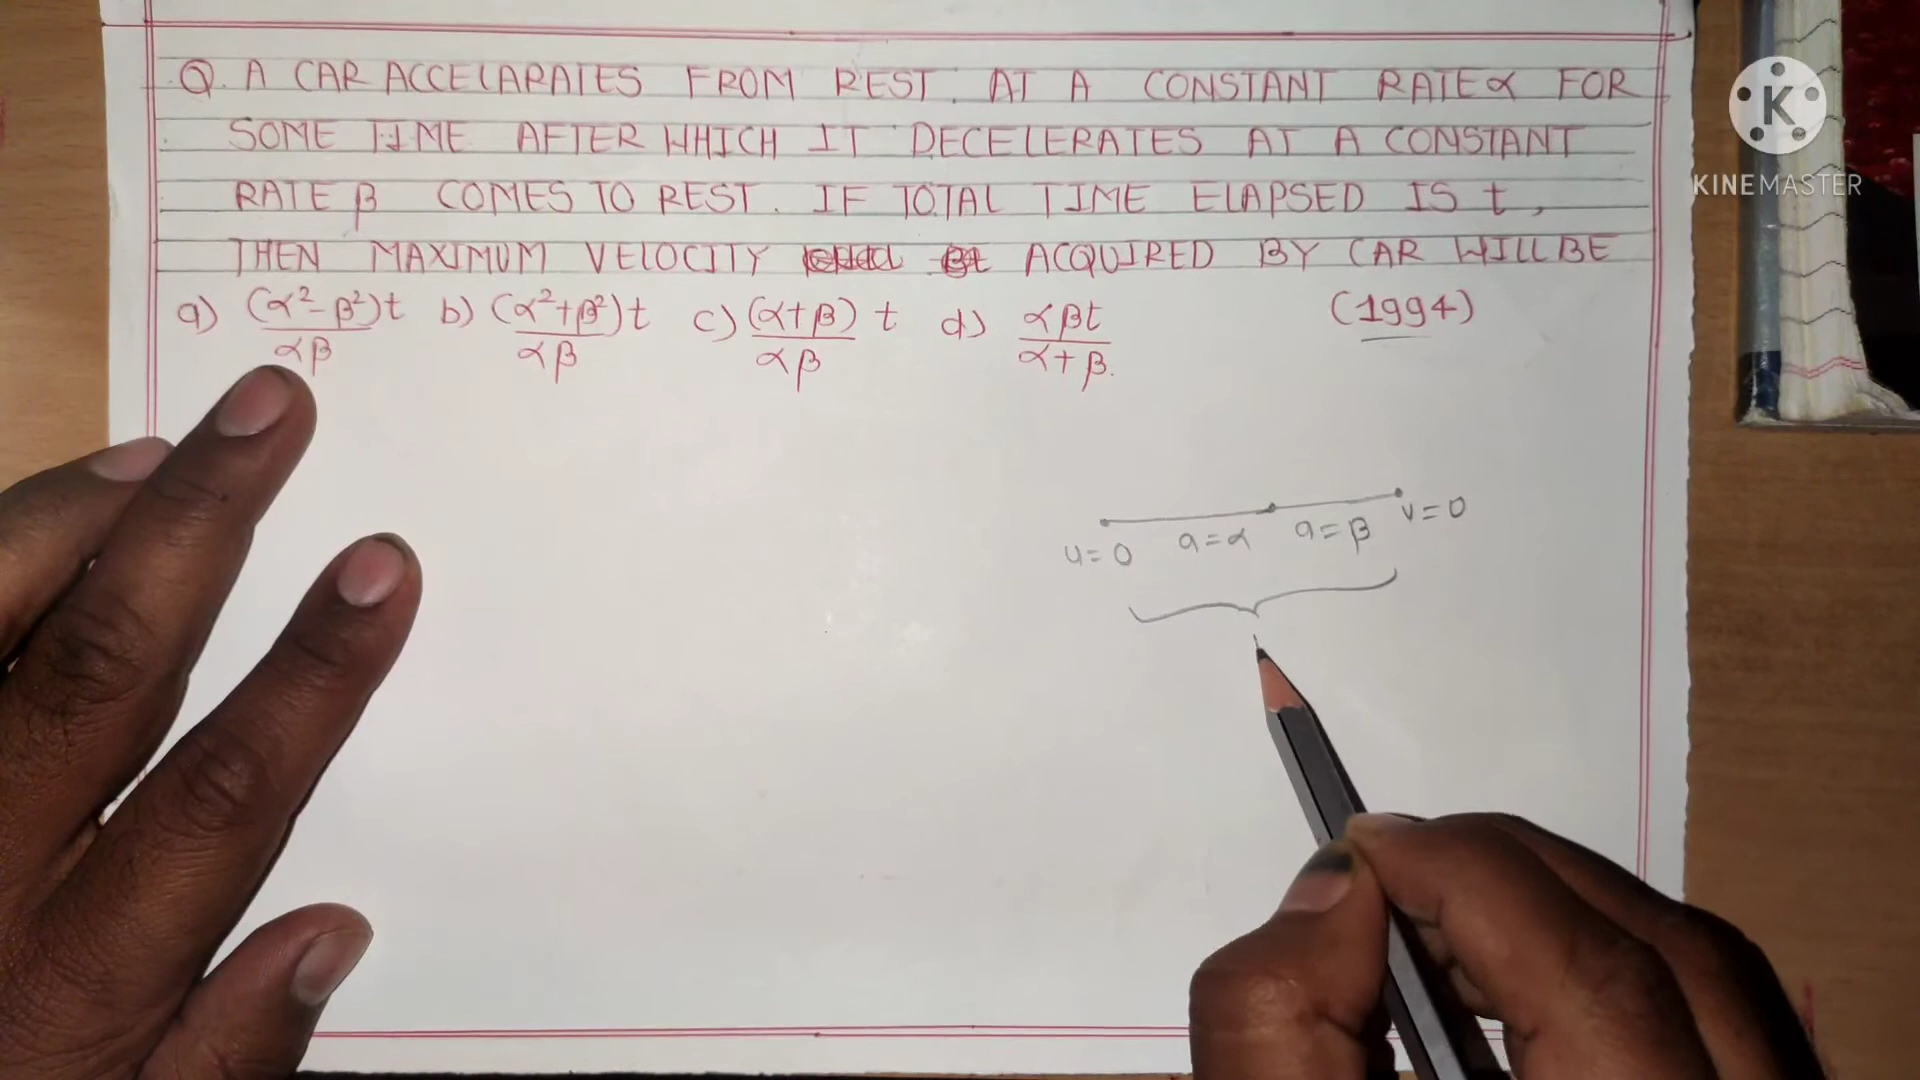 Q. A CAR ACCELARATES FROM REST. AT A CONSTANT RATE α FOR
SOME TIME AFTER WHICH IT DECELERATES AT A CONSTANT
RATE β COMES TO REST. IF TOTAL TIME ELAPSED IS t,
THEN MAXIMUM VELOCITY ACQUIRED BY CAR WILL BE
a) (α²-β²)t/αβ b) (α²+β²)t/αβ c) (α+β)t/αβ d) αβt/α+β. (1994)
u=0 a=α a=β v=0
K
KINEMASTER